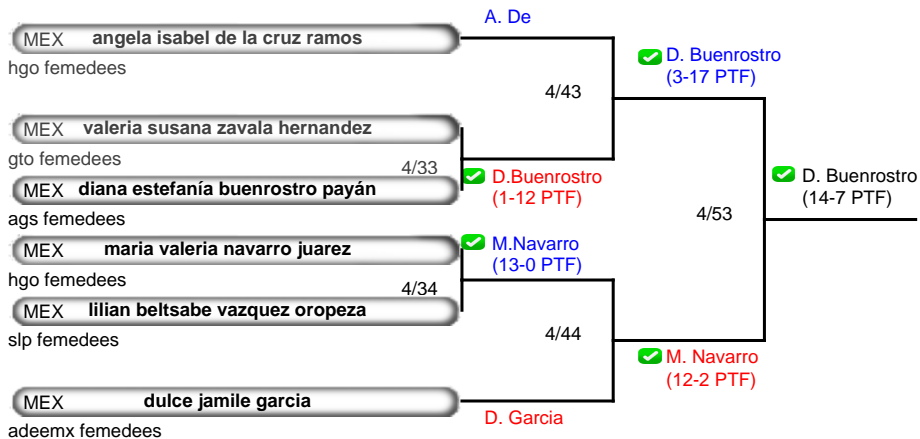 A. De
MEX angela isabel de la cruz ramos
hgo femedees
D. Buenrostro
(3-17 PTF)
4/43
MEX valeria susana zavala hernandez
gto femedees
4/33
D.Buenrostro
(1-12 PTF)
MEX diana estefanía buenrostro payán
ags femedees
D. Buenrostro
(14-7 PTF)
4/53
MEX maria valeria navarro juarez
hgo femedees
M.Navarro
(13-0 PTF)
4/34
MEX lilian beltsabe vazquez oropeza
slp femedees
4/44
M. Navarro
(12-2 PTF)
MEX dulce jamile garcia
adeemx femedees
D. Garcia